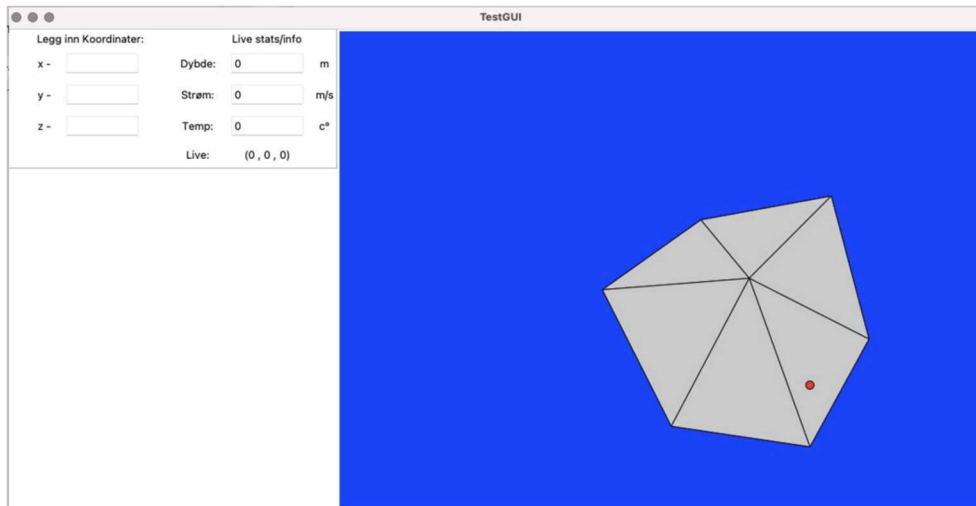 TestGUI
Legg inn Koordinater: Live stats/info
x - Dybde: 0 m
y - Strøm: 0 m/s
z - Temp: 0 c°
Live: (0 , 0 , 0)